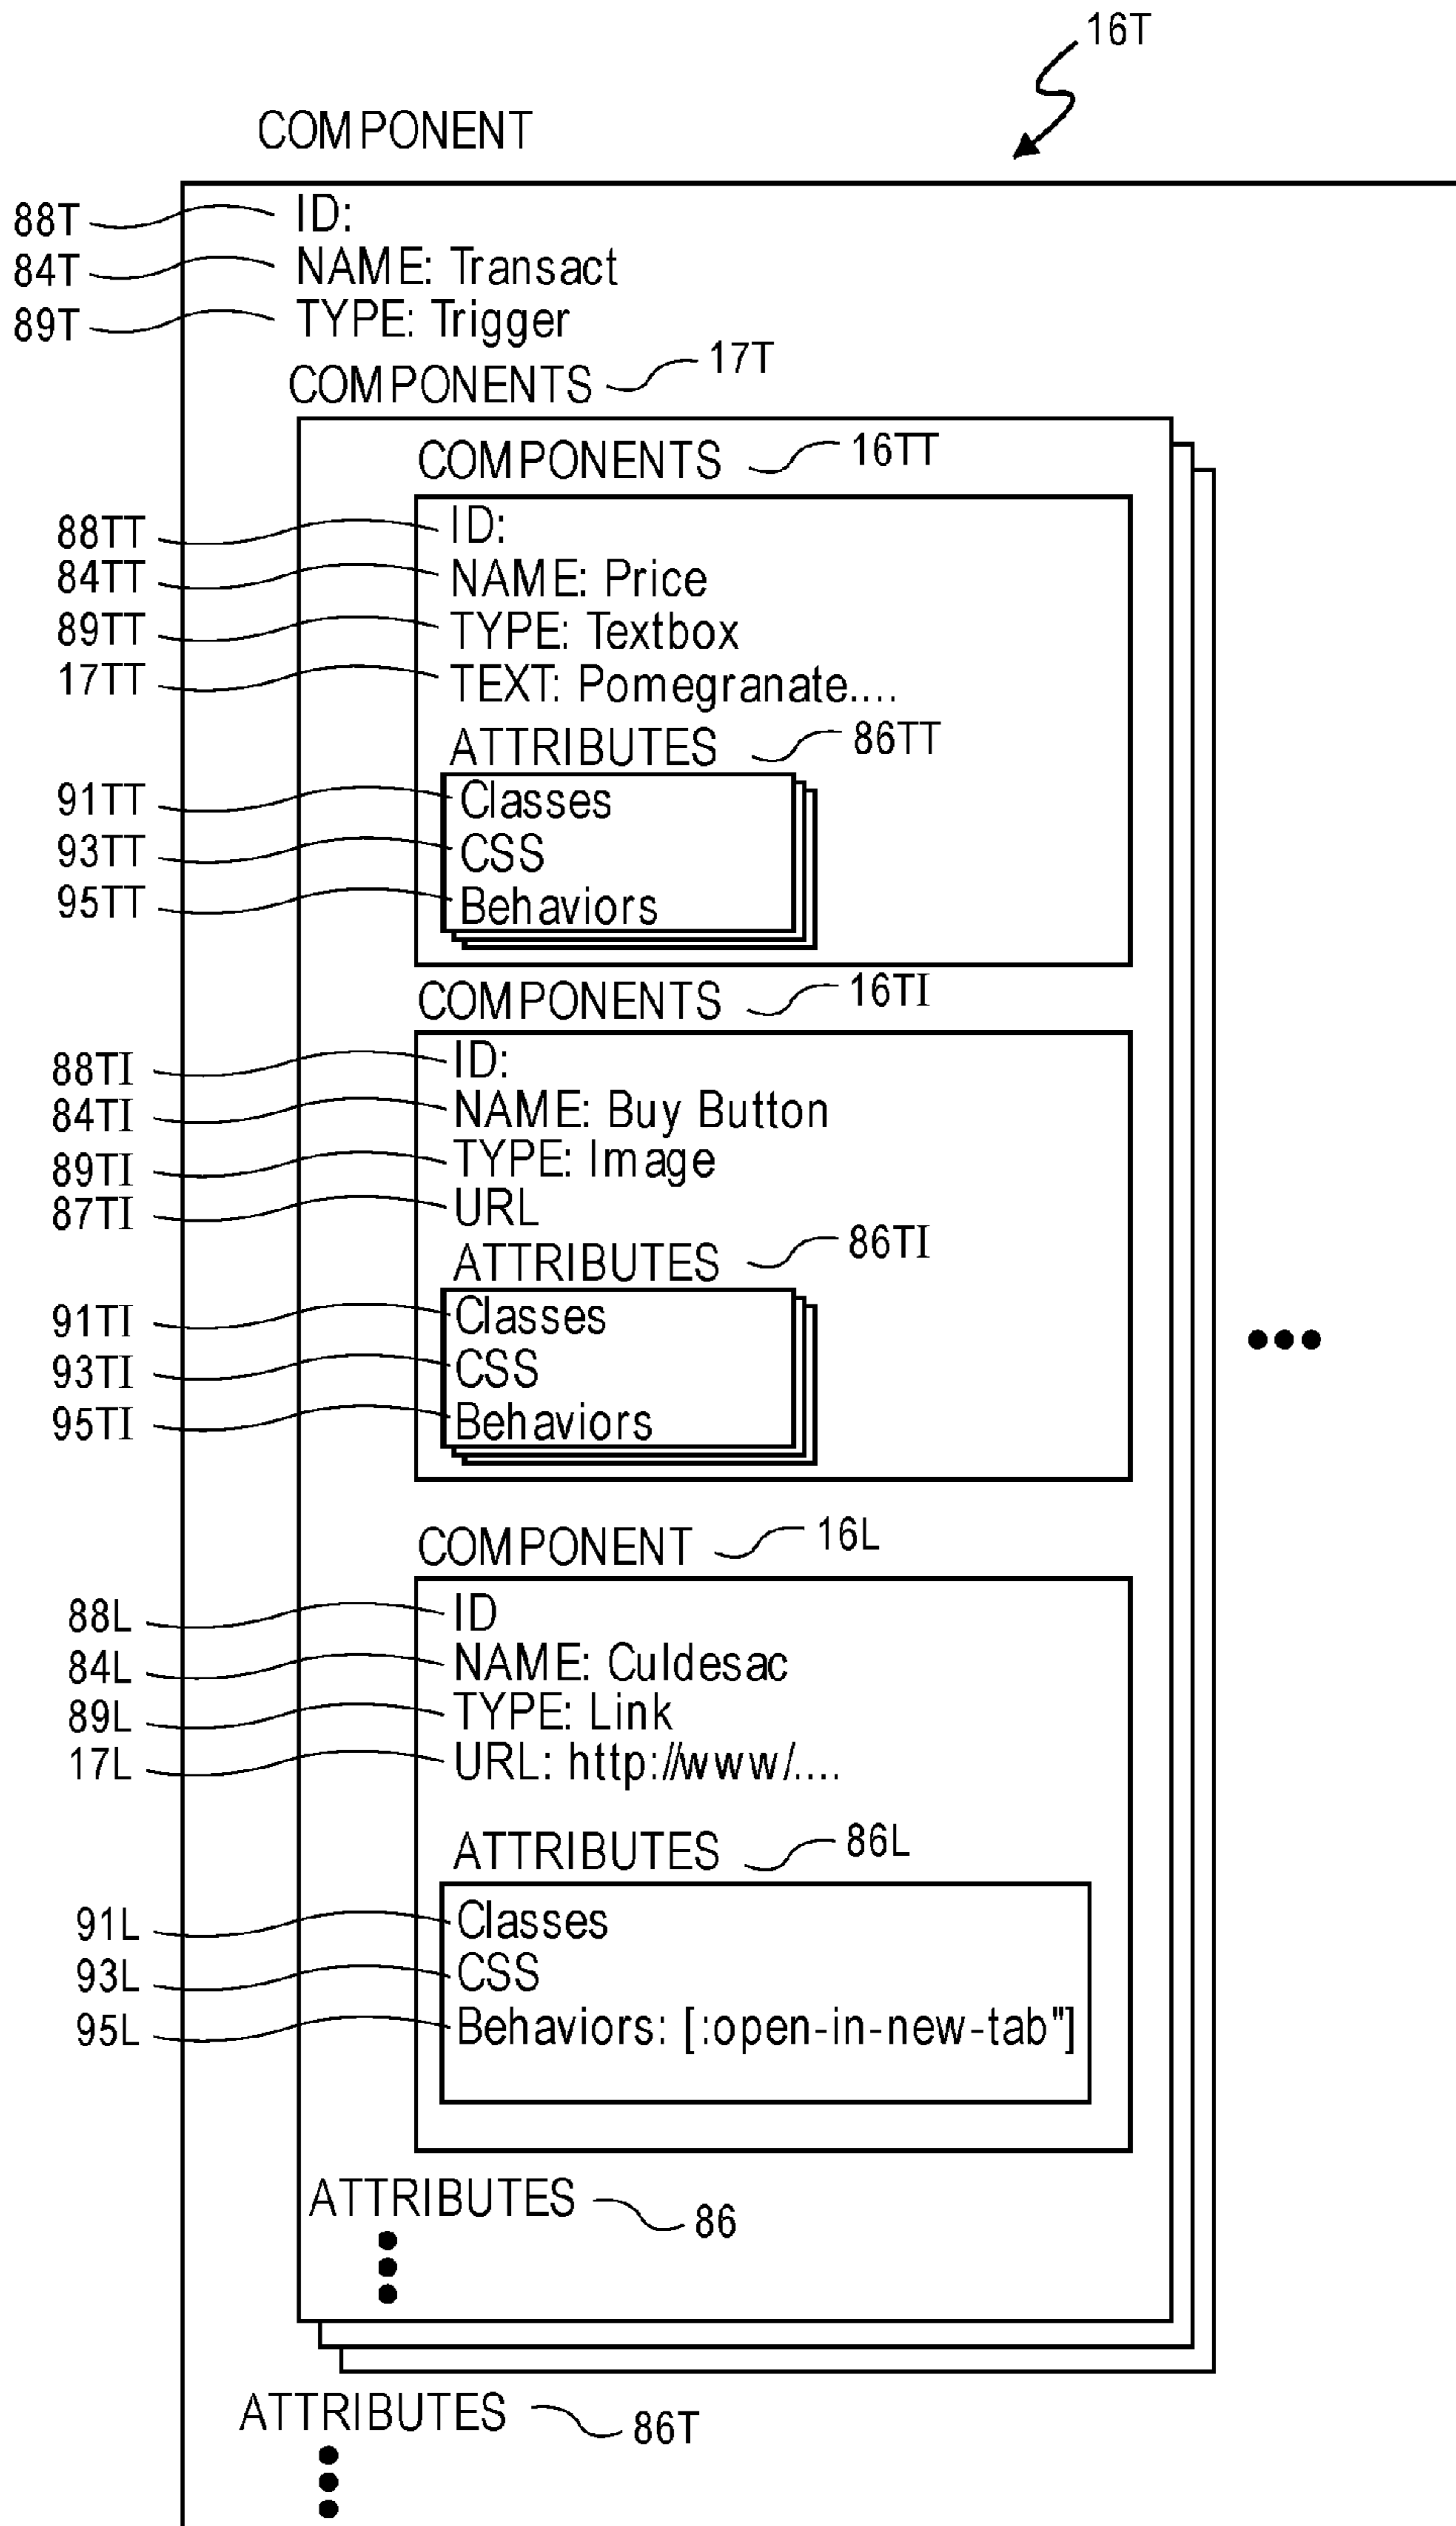 16T
COMPONENT
88T ID:
84T NAME: Transact
89T TYPE: Trigger
COMPONENTS 17T
COMPONENTS 16TT
88TT ID:
84TT NAME: Price
89TT TYPE: Textbox
17TT TEXT: Pomegranate....
ATTRIBUTES 86TT
91TT Classes
93TT CSS
95TT Behaviors
COMPONENTS 16TI
88TI ID:
84TI NAME: Buy Button
89TI TYPE: Image
87TI URL
ATTRIBUTES 86TI
91TI Classes
93TI CSS
95TI Behaviors
COMPONENT 16L
88L ID
84L NAME: Culdesac
89L TYPE: Link
17L URL: http://www/....
ATTRIBUTES 86L
91L Classes
93L CSS
95L Behaviors: [:open-in-new-tab"]
ATTRIBUTES 86
ATTRIBUTES 86T